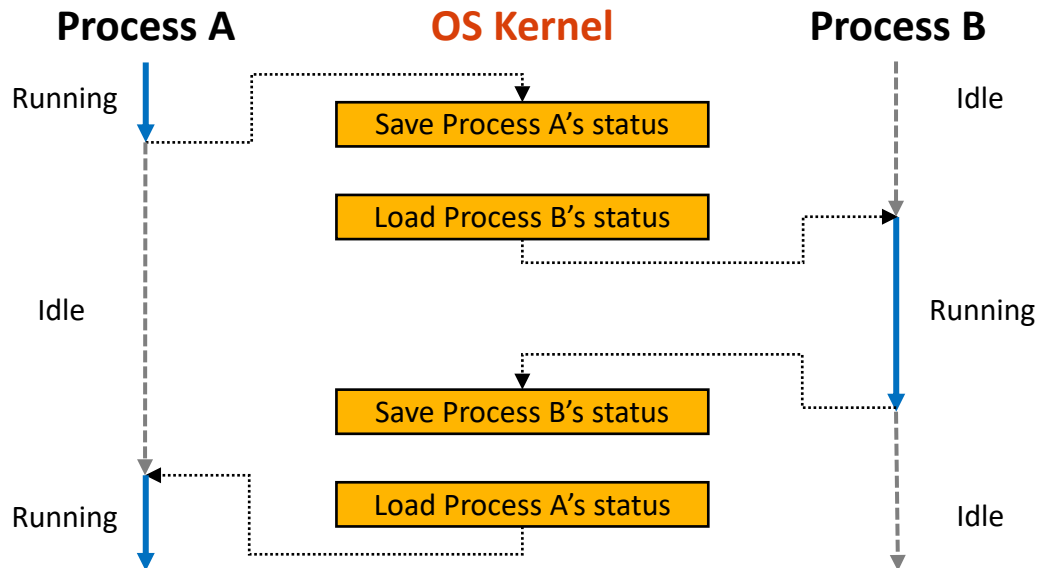 Process A
OS Kernel
Process B
Running
Idle
Save Process A's status
Load Process B's status
Idle
Running
Save Process B's status
Load Process A's status
Running
Idle